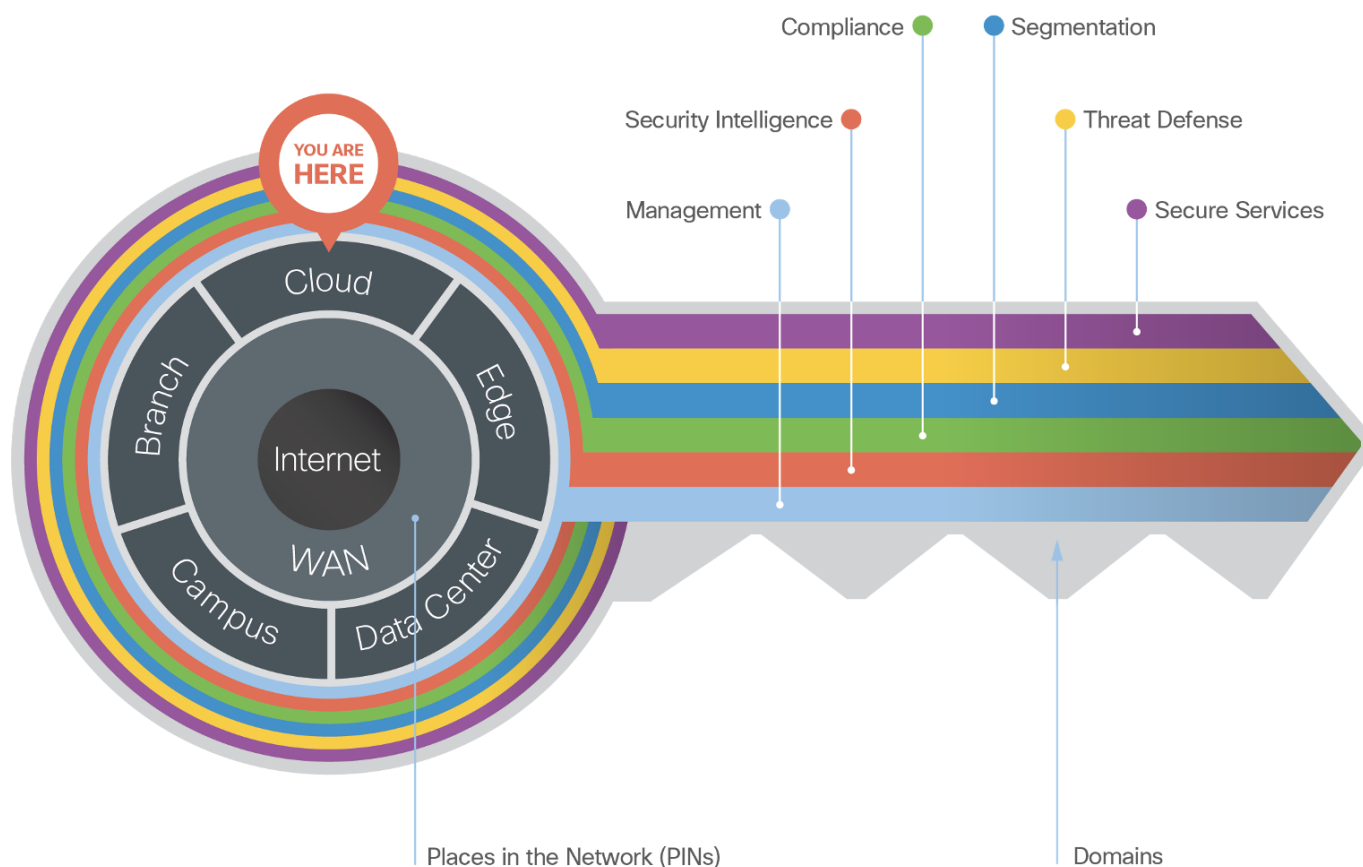 Compliance
Segmentation
Security Intelligence
Threat Defense
YOU ARE
HERE
Management
Secure Services
Cloud
Branch
Edge
Internet
WAN
Campus
Data Center
Places in the Network (PINs)
Domains